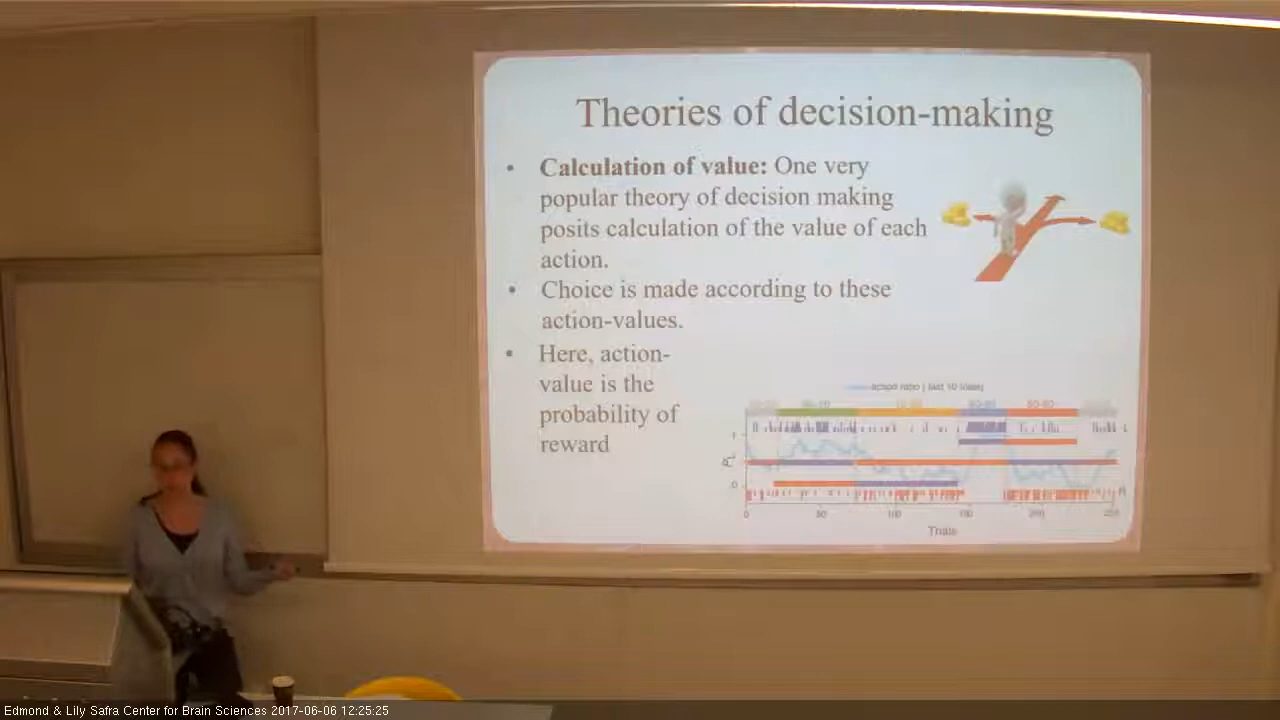 Theories of decision-making
• Calculation of value: One very
popular theory of decision making
posits calculation of the value of each
action.
• Choice is made according to these
action-values.
• Here, action-
value is the
probability of
reward
1
0
0
50
100
150
200
250
Trials
Edmond & Lily Safra Center for Brain Sciences 2017-06-06 12:25:25